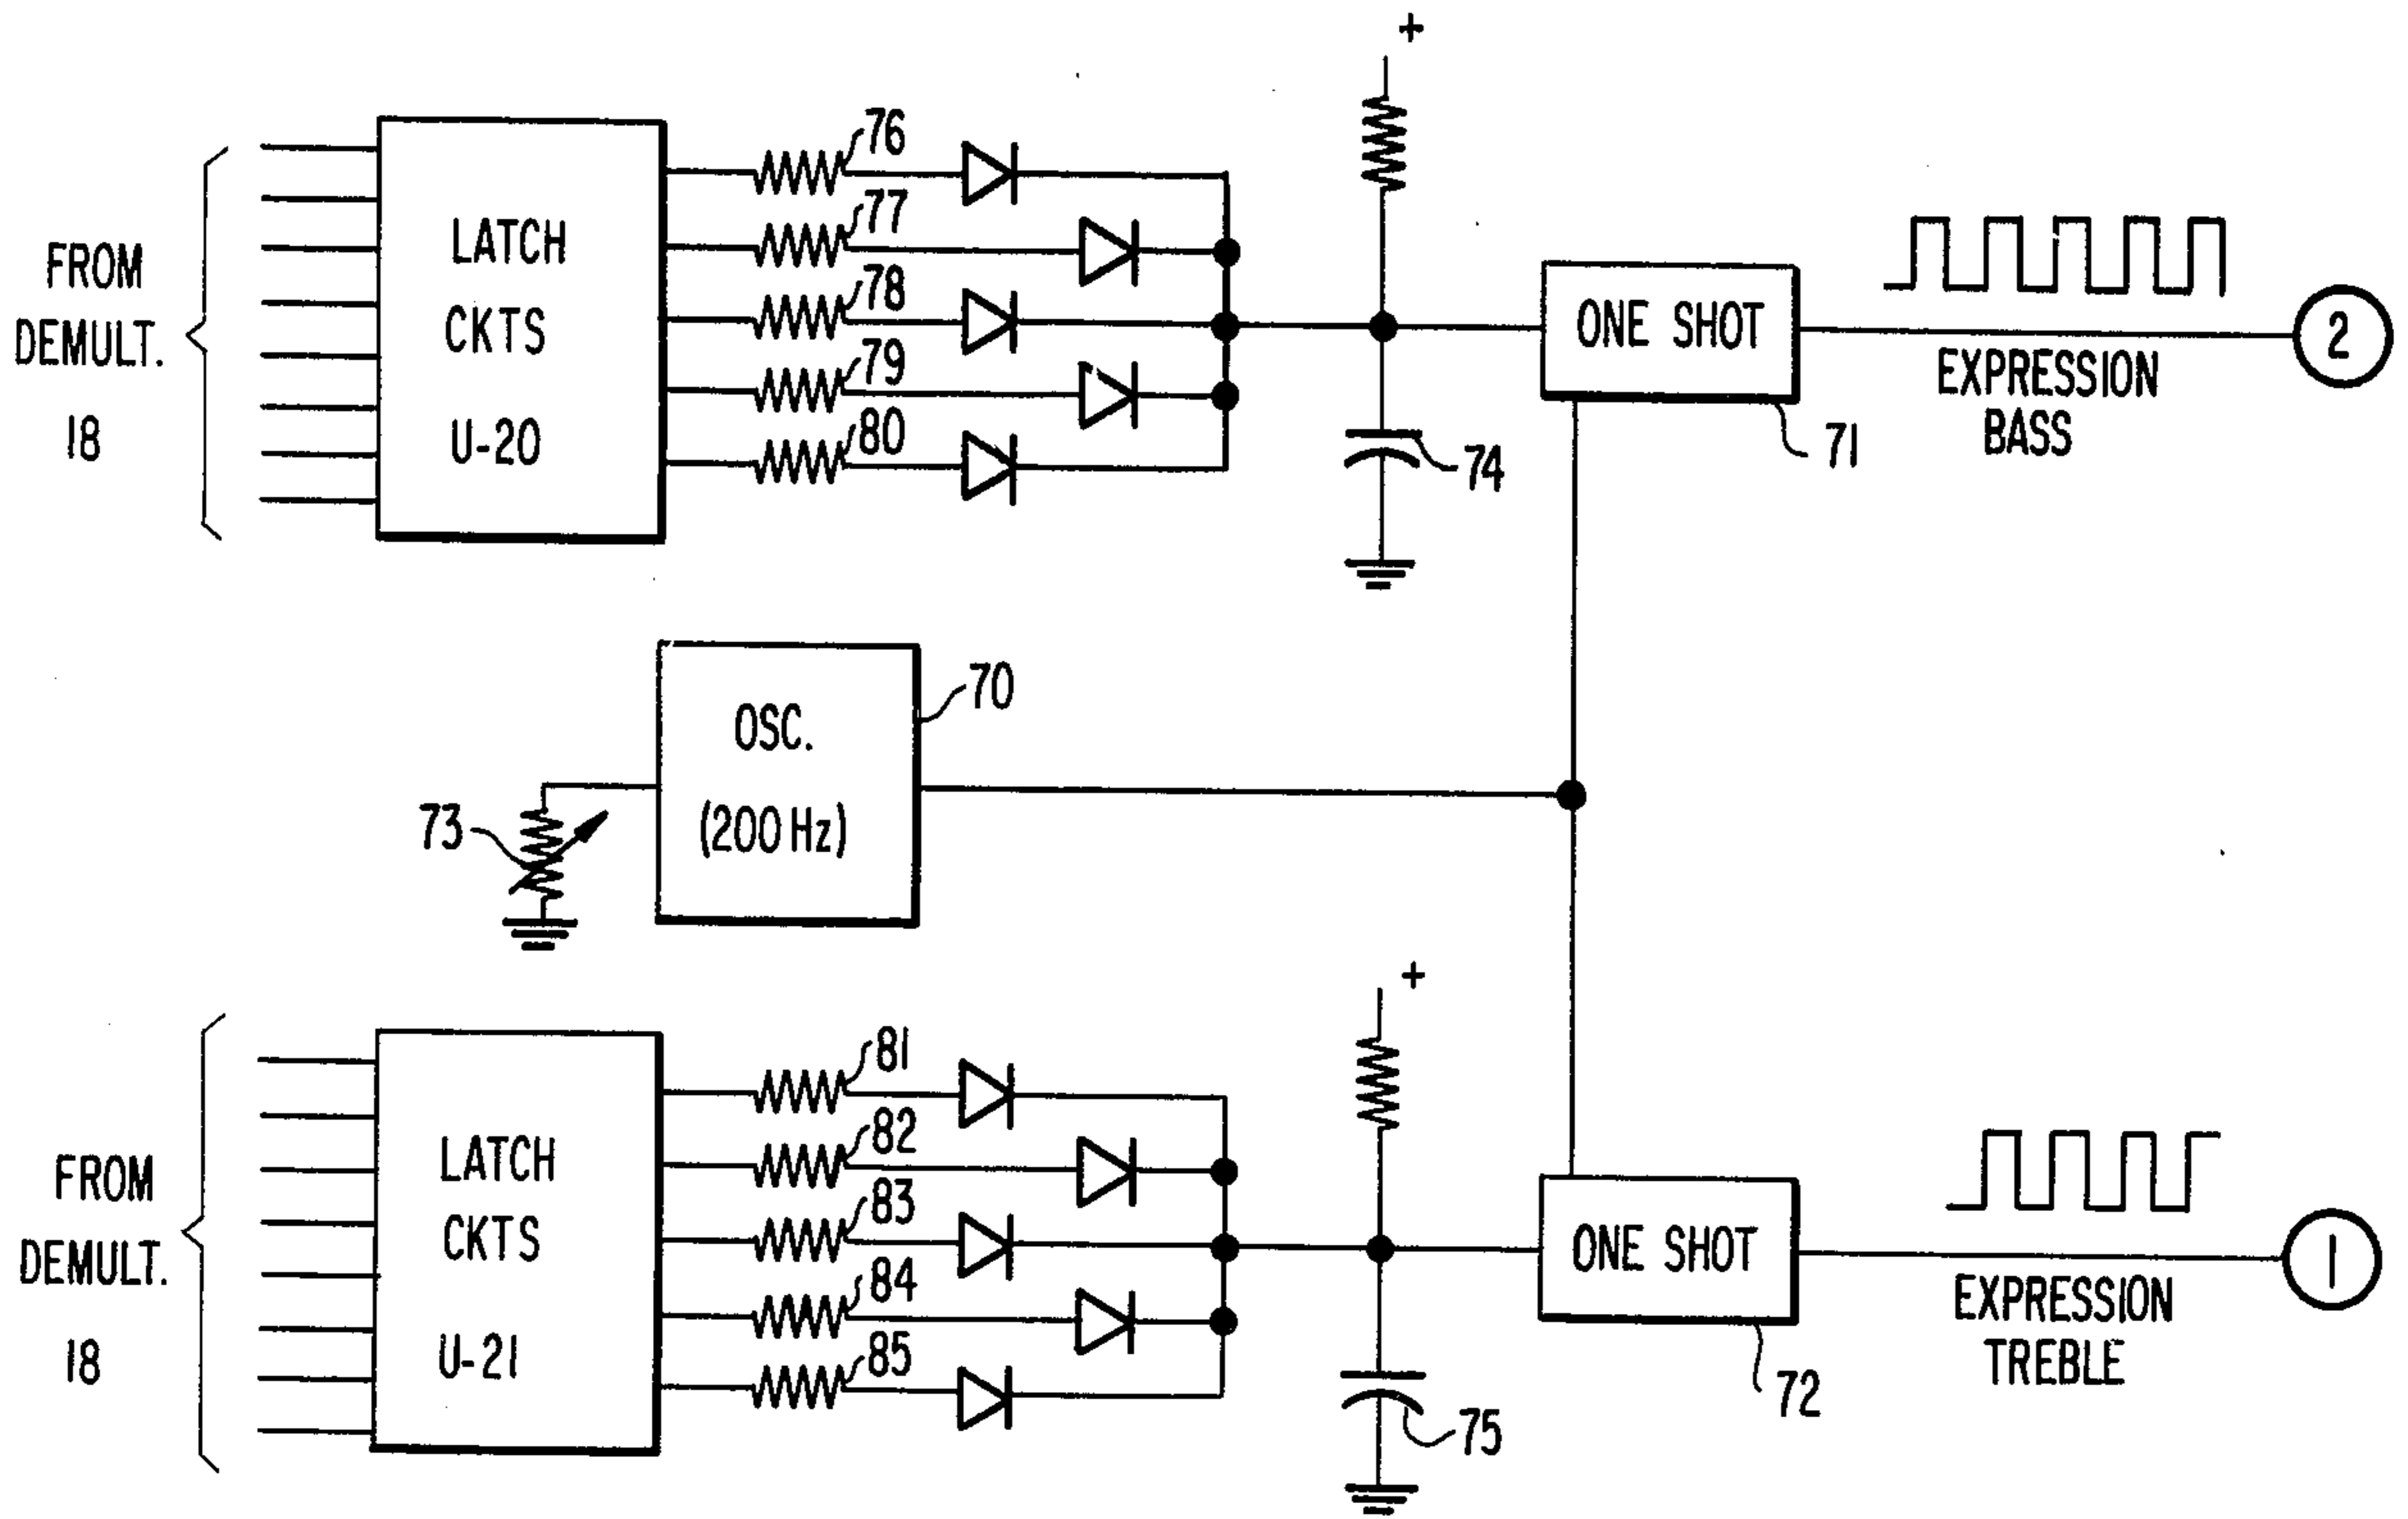 +
76
77
78
79
80
FROM
DEMULT.
18
LATCH
CKTS
U-20
74
ONE SHOT
71
EXPRESSION
BASS
2
OSC.
(200 Hz)
70
73
+
81
82
83
84
85
FROM
DEMULT.
18
LATCH
CKTS
U-21
75
ONE SHOT
72
EXPRESSION
TREBLE
1